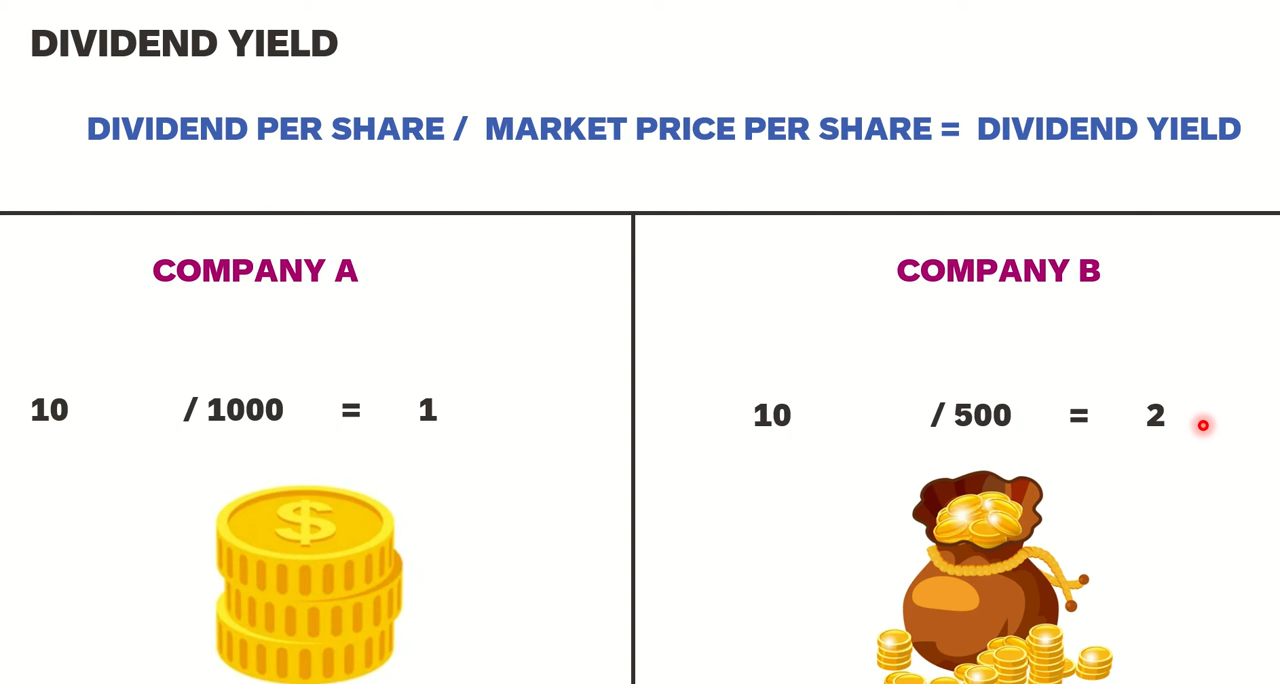 DIVIDEND YIELD
DIVIDEND PER SHARE / MARKET PRICE PER SHARE = DIVIDEND YIELD
COMPANY A
10 / 1000 = 1
$
COMPANY B
10 / 500 = 2